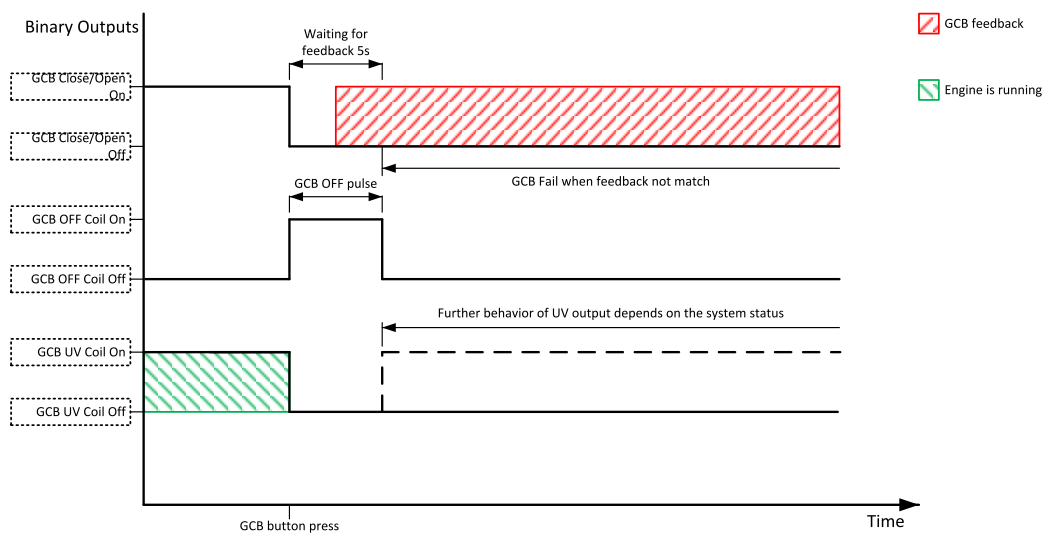 Binary Outputs
Waiting for
feedback 5s
GCB feedback
GCB Close/Open
On
Engine is running
GCB Close/Open
Off
GCB Fail when feedback not match
GCB OFF pulse
GCB OFF Coil On
GCB OFF Coil Off
Further behavior of UV output depends on the system status
GCB UV Coil On
GCB UV Coil Off
Time
GCB button press